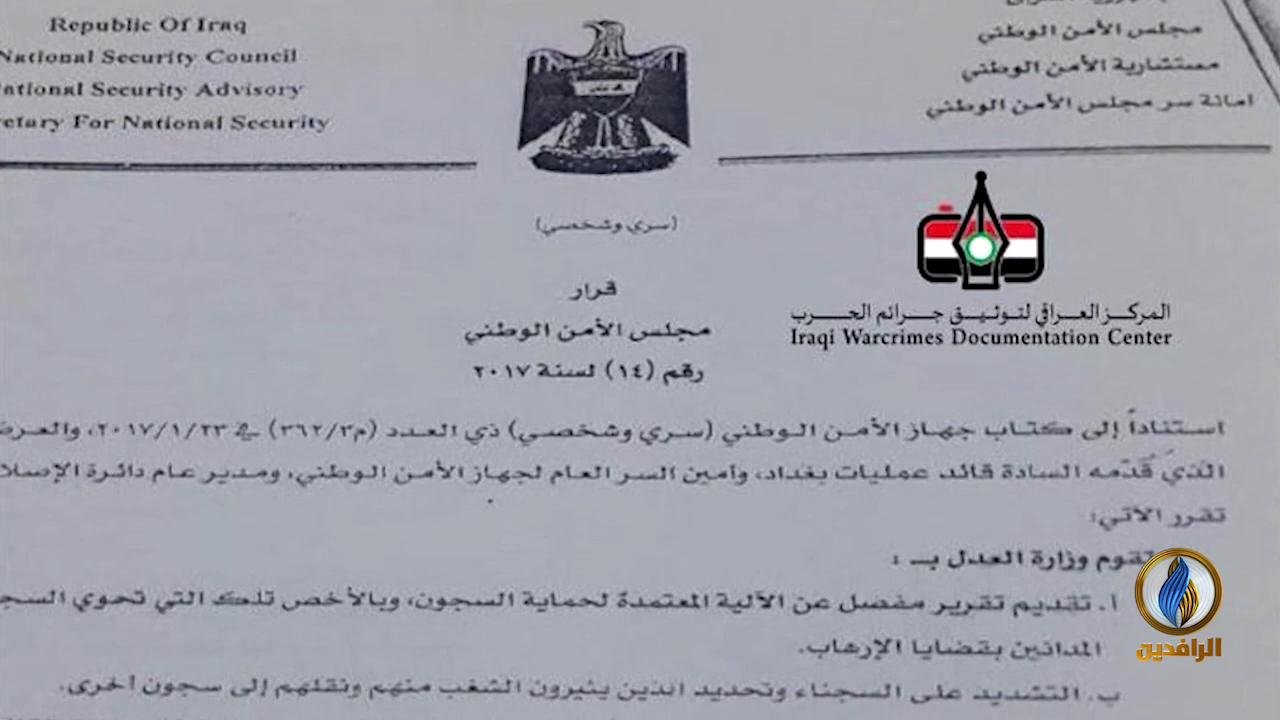 Republic Of Iraq
National Security Council
National Security Advisory
Secretary For National Security
مجلس الأمن الوطني
مستشارية الأمن الوطني
امانة سر مجلس الأمن الوطني
(سري وشخصي)
قرار
مجلس الأمن الوطني
رقم (١٤) لسنة ٢٠١٧
المركز العراقي لتوثيق جرائم الحرب
Iraqi Warcrimes Documentation Center
استناداً إلى كتاب جهاز الأمن الوطني (سري وشخصي) ذي العدد (م٣٦٢/٣) في ٢٠١٧/١/٢٣، والعرض
الذي قدّمه السادة قائد عمليات بغداد، وأمين السر العام لجهاز الأمن الوطني، ومدير عام دائرة الإصلا
تقرر الآتي:
تقوم وزارة العدل بـ :
أ. تقديم تقرير مفصل عن الآلية المعتمدة لحماية السجون، وبالأخص تلك التي تحوي السج
المدانين بقضايا الإرهاب.
ب. التشديد على السجناء وتحديد الذين يثيرون الشغب منهم ونقلهم إلى سجون أخرى.
الرافدين